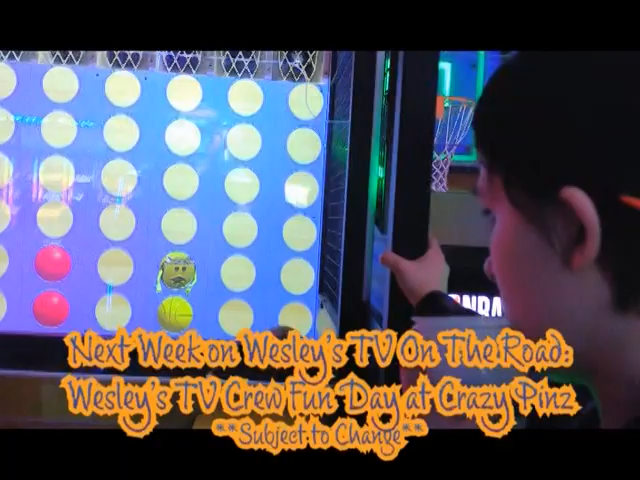 NBA
Next Week on Wesley's TV On The Road:
Wesley's TV Crew Fun Day at Crazy Pinz
**Subject to Change**